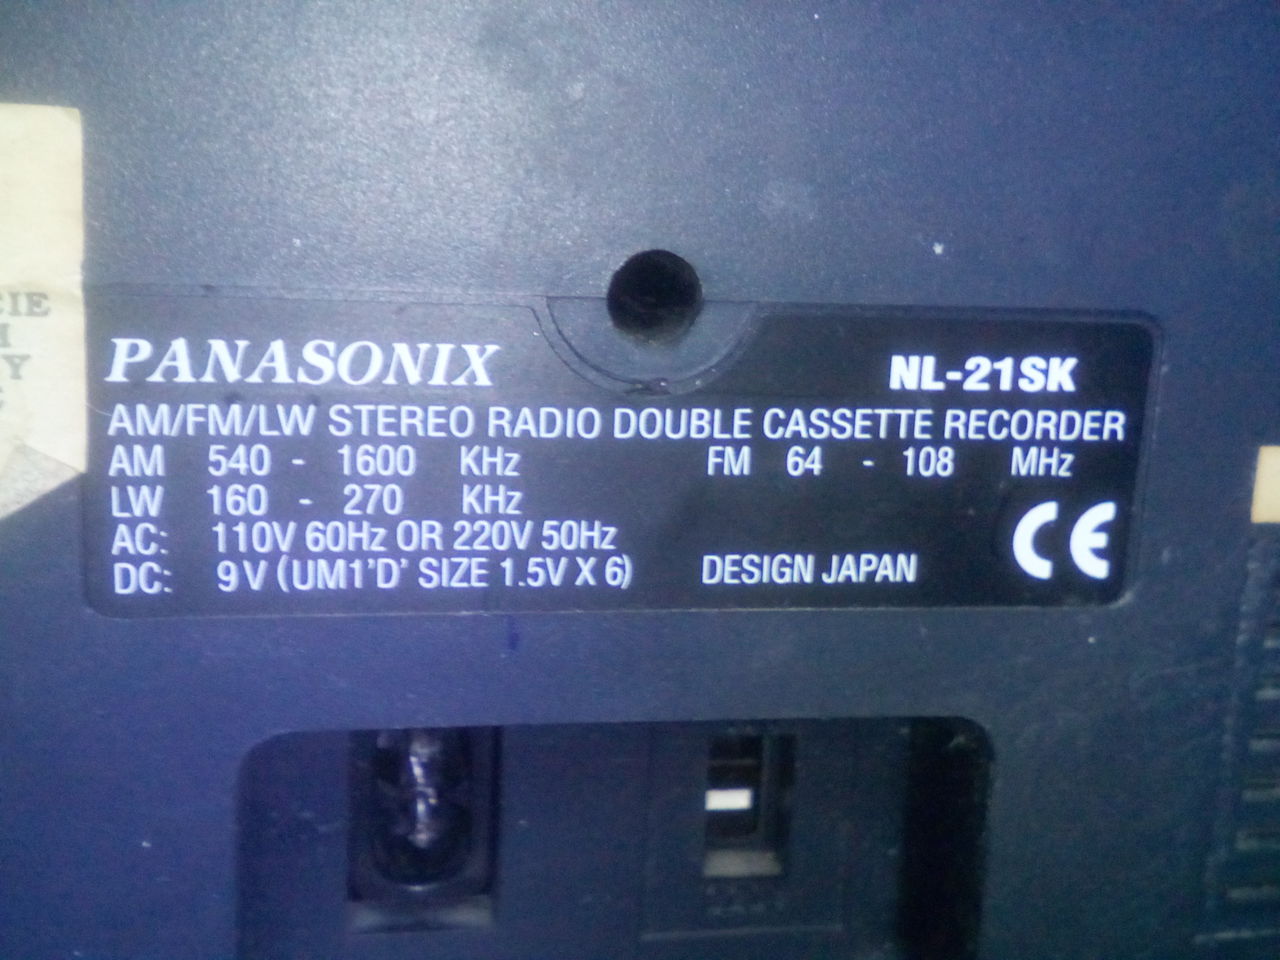 CIE
Y
PANASONIX
NL-21SK
AM/FM/LW STEREO RADIO DOUBLE CASSETTE RECORDER
AM 540 - 1600 KHz FM 64 - 108 MHz
LW 160 - 270 KHz
AC: 110V 60Hz OR 220V 50Hz
DC: 9V (UM1'D' SIZE 1.5V X 6) DESIGN JAPAN
CE